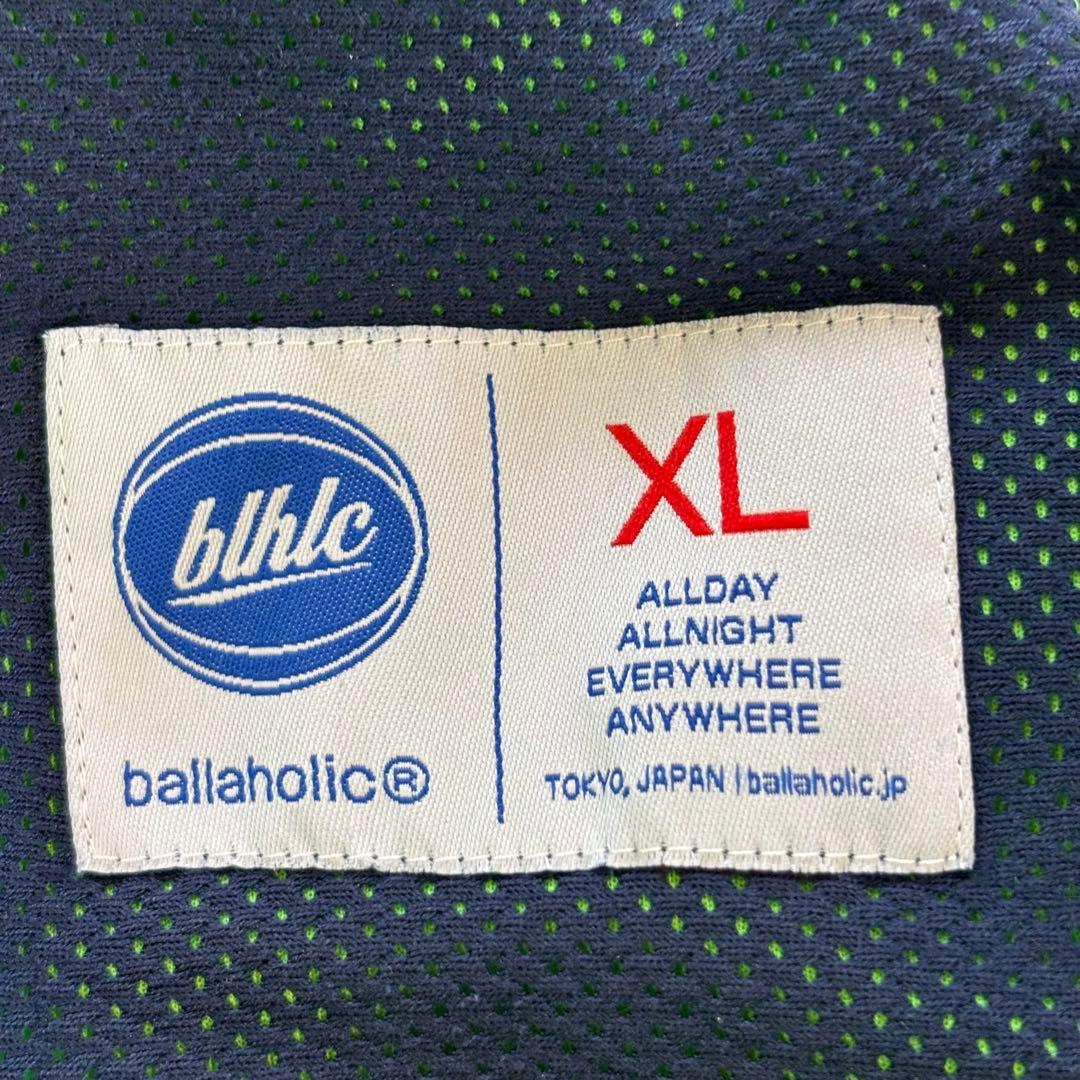 blhlc
ballaholic®
XL
ALLDAY
ALLNIGHT
EVERYWHERE
ANYWHERE
TOKYO, JAPAN | ballaholic.jp